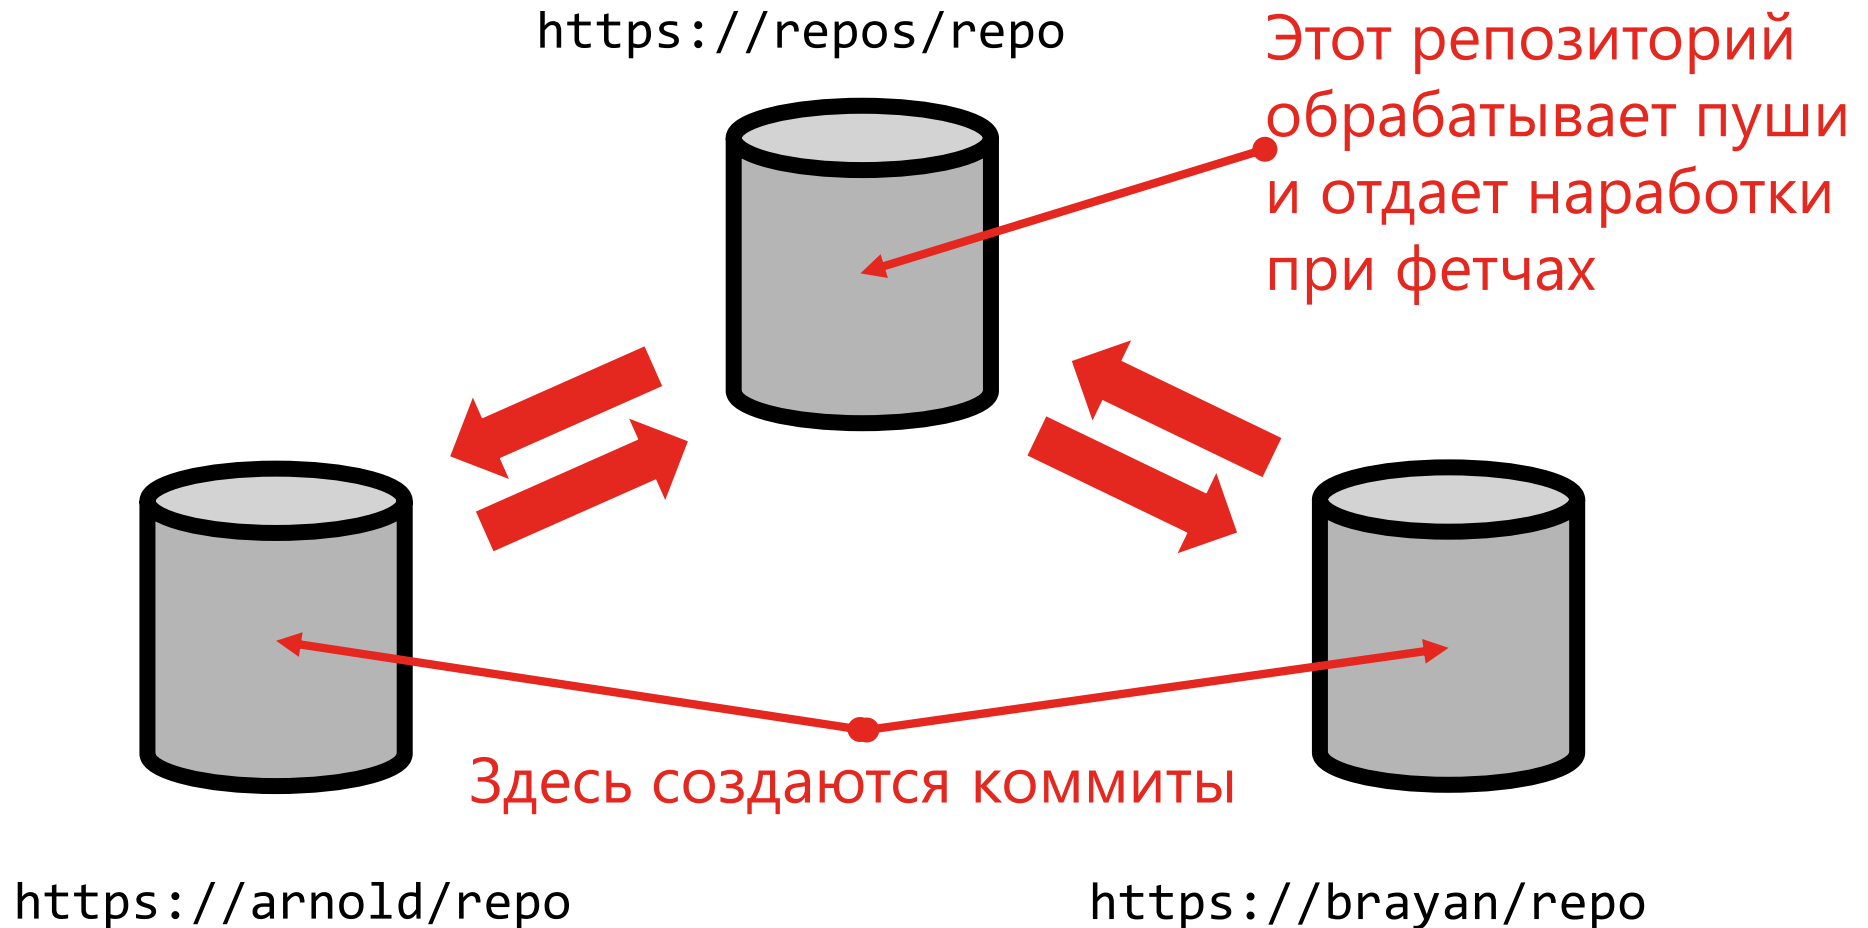 https://repos/repo
Этот репозиторий
обрабатывает пуши
и отдает наработки
при фетчах
Здесь создаются коммиты
https://arnold/repo
https://brayan/repo